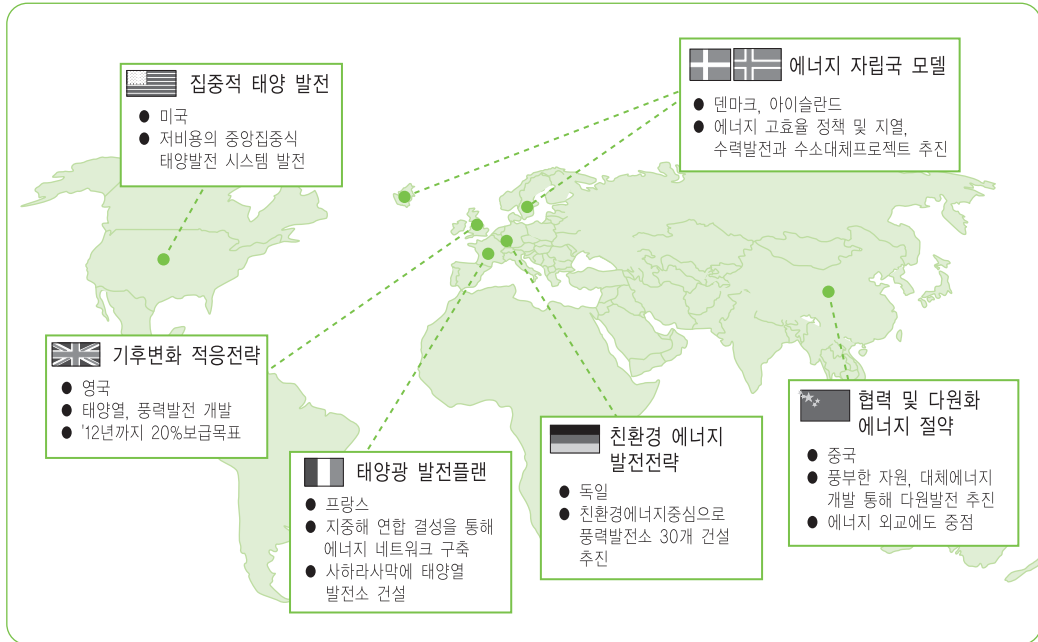 집중적 태양 발전
● 미국
● 저비용의 중앙집중식
태양발전 시스템 발전
에너지 자립국 모델
● 덴마크, 아이슬란드
● 에너지 고효율 정책 및 지열,
수력발전과 수소대체프로젝트 추진
기후변화 적응전략
● 영국
● 태양열, 풍력발전 개발
● '12년까지 20%보급목표
태양광 발전플랜
● 프랑스
● 지중해 연합 결성을 통해
에너지 네트워크 구축
● 사하라사막에 태양열
발전소 건설
친환경 에너지
발전전략
● 독일
● 친환경에너지중심으로
풍력발전소 30개 건설
추진
협력 및 다원화
에너지 절약
● 중국
● 풍부한 자원, 대체에너지
개발 통해 다원발전 추진
● 에너지 외교에도 중점